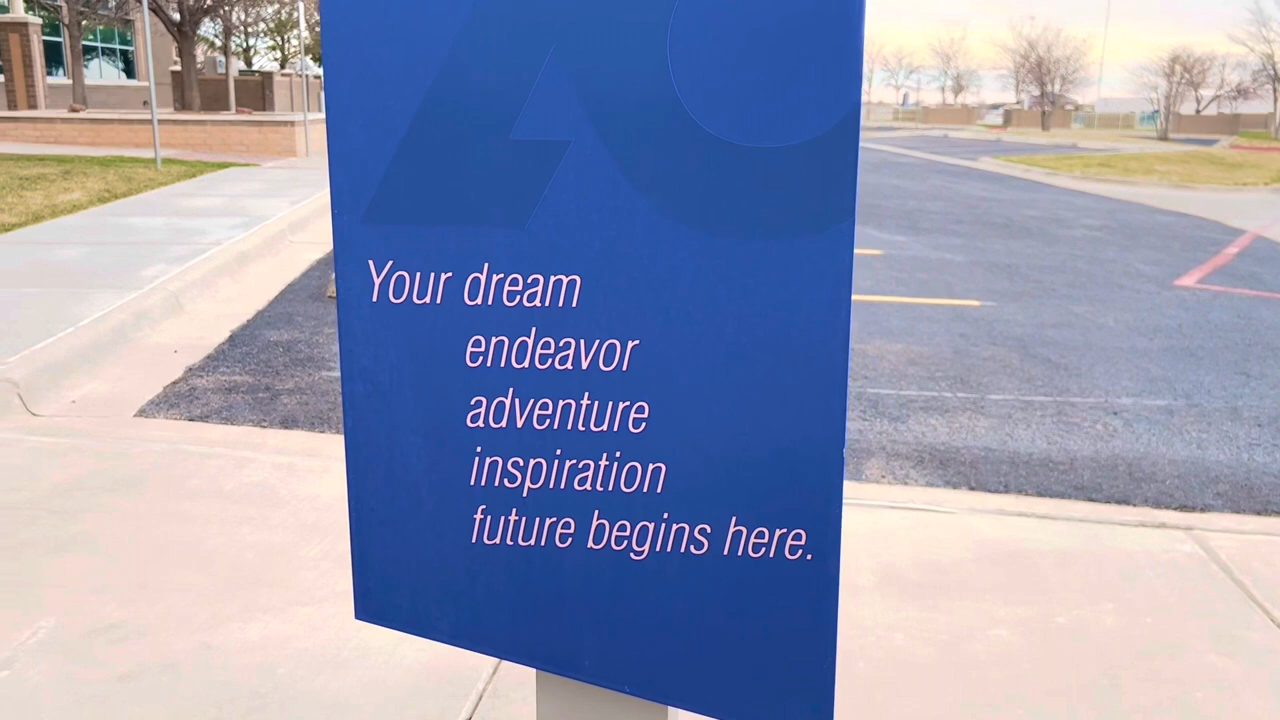 Your dream
endeavor
adventure
inspiration
future begins here.